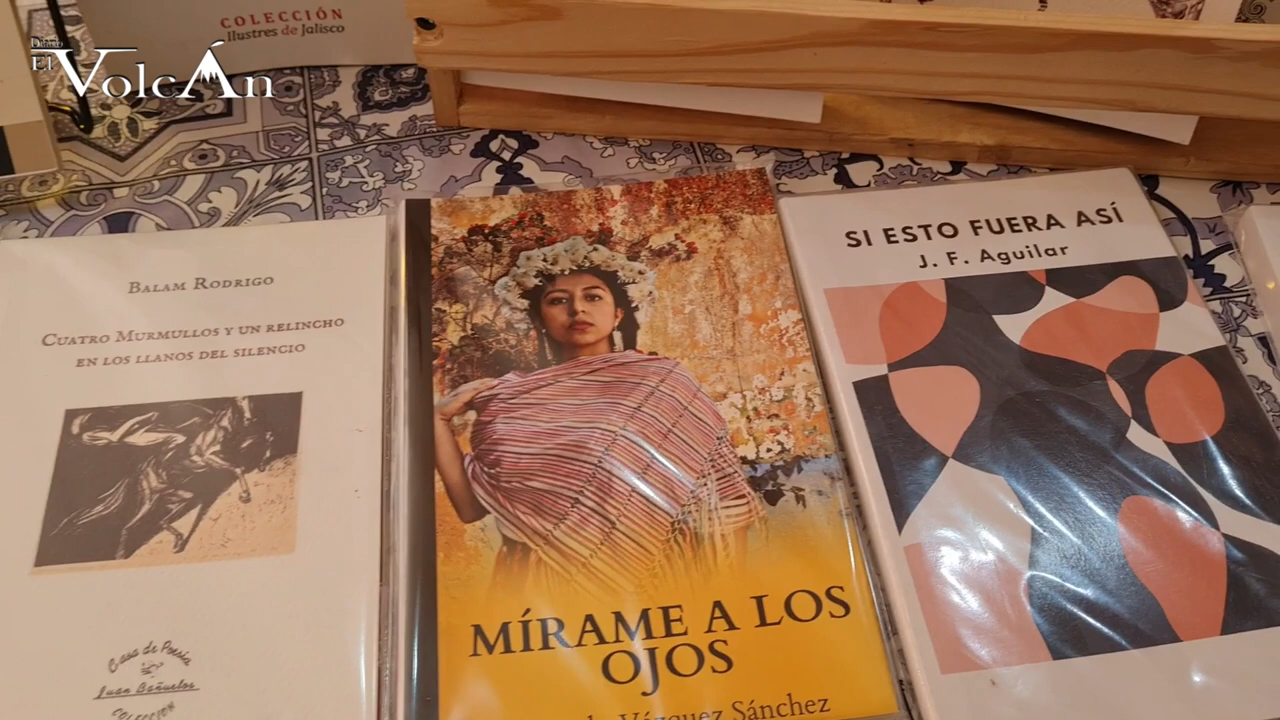 COLECCIÓN
Ilustres de Jalisco
Diario
El Volcán
BALAM RODRIGO
CUATRO MURMULLOS Y UN RELINCHO
EN LOS LLANOS DEL SILENCIO
Casa de Poesía
Juan Bañuelos
COLECCIÓN
MÍRAME A LOS
OJOS
Vázquez Sánchez
SI ESTO FUERA ASÍ
J. F. Aguilar